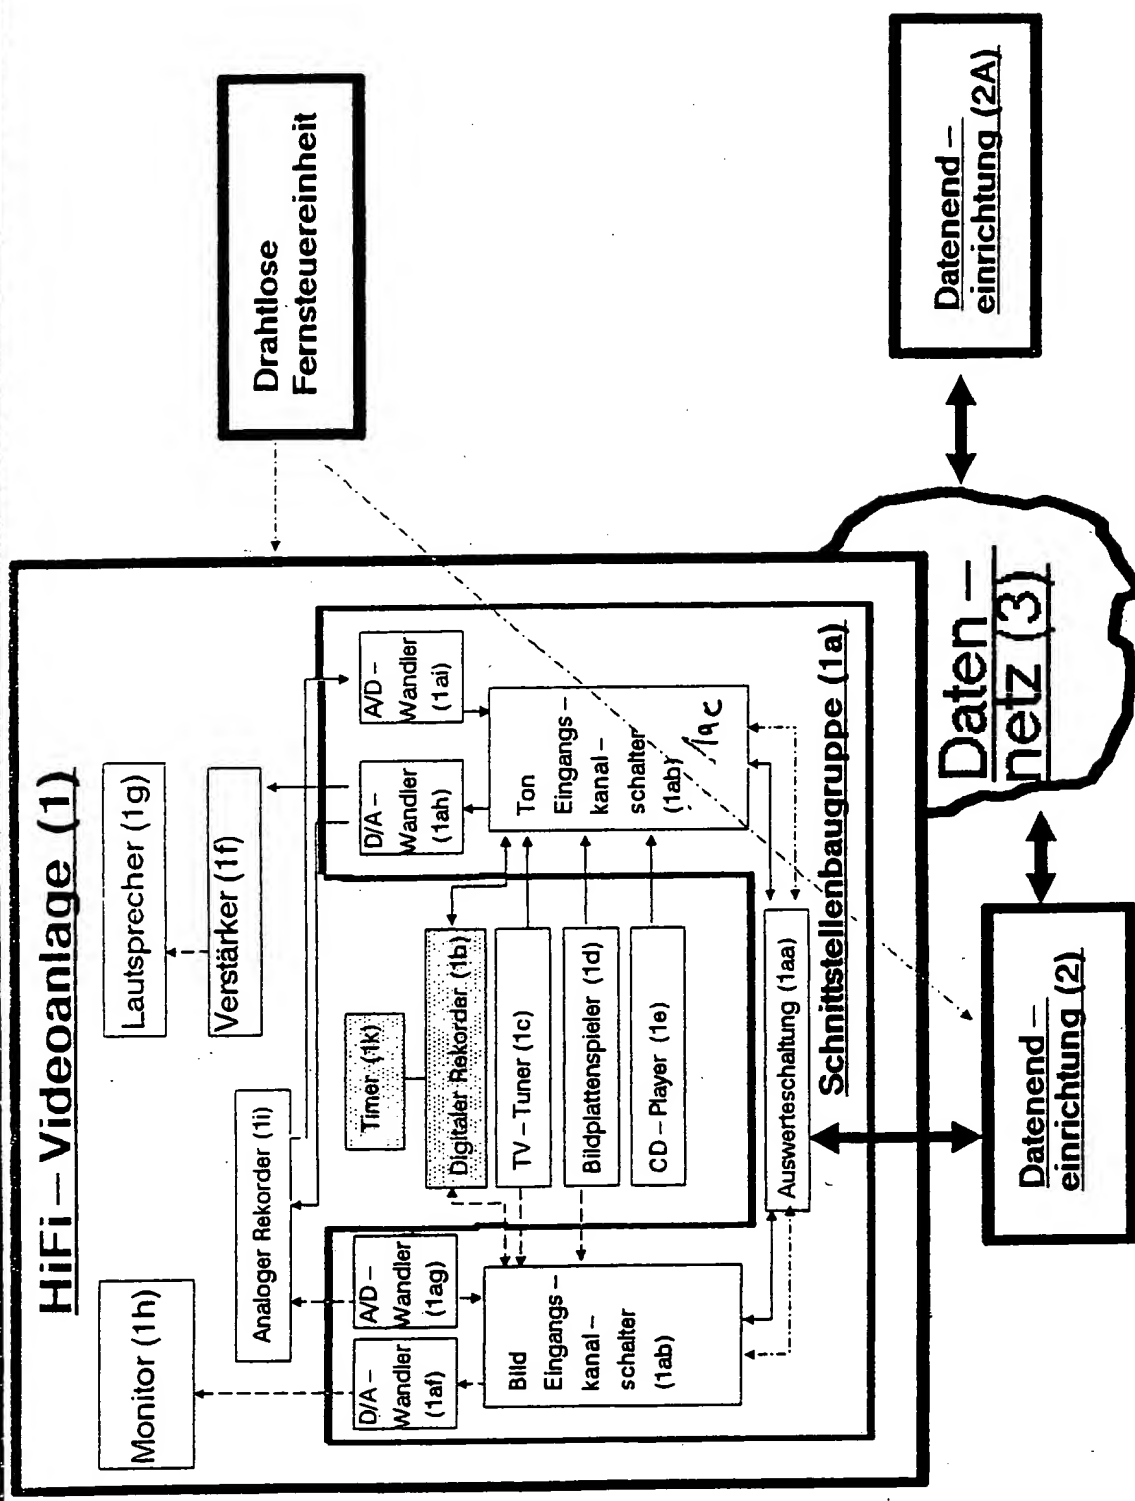 HiFi – Videoanlage (1)
Monitor (1h)
Lautsprecher (1g)
Verstärker (1f)
Analoger Rekorder (1i)
Drahtlose
Fernsteuereinheit
D/A –
Wandler
(1af)
A/D –
Wandler
(1ag)
Timer (1k)
D/A –
Wandler
(1ah)
A/D –
Wandler
(1ai)
Digitaler Rekorder (1b)
TV – Tuner (1c)
Bildplattenspieler (1d)
CD – Player (1e)
Bild
Eingangs –
kanal –
schalter
(1ab)
Ton
Eingangs –
kanal –
schalter
(1ab)
1ac
Auswerteschaltung (1aa)
Schnittstellenbaugruppe (1a)
Daten –
netz (3)
Datenend –
einrichtung (2)
Datenend –
einrichtung (2A)